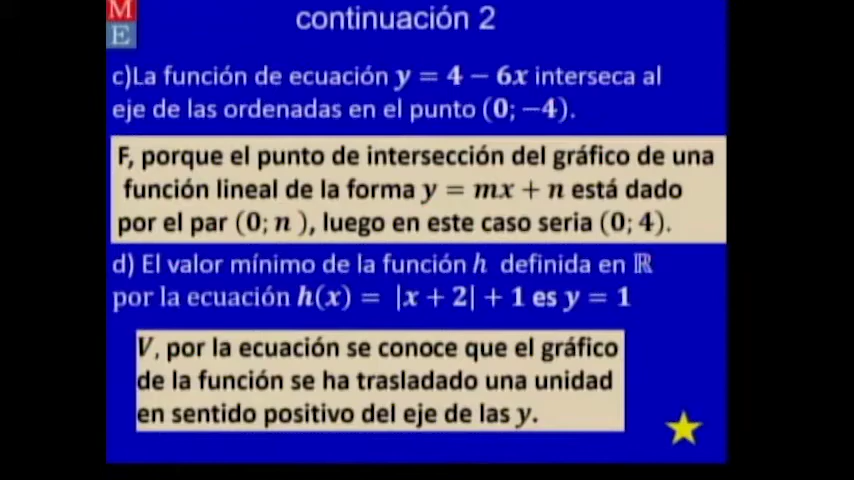 M
E
continuación 2
c)La función de ecuación y = 4 − 6x interseca al
eje de las ordenadas en el punto (0; −4).
F, porque el punto de intersección del gráfico de una
función lineal de la forma y = mx + n está dado
por el par (0; n ), luego en este caso seria (0; 4).
d) El valor mínimo de la función h definida en ℝ
por la ecuación h(x) = |x + 2| + 1 es y = 1
V, por la ecuación se conoce que el gráfico
de la función se ha trasladado una unidad
en sentido positivo del eje de las y.